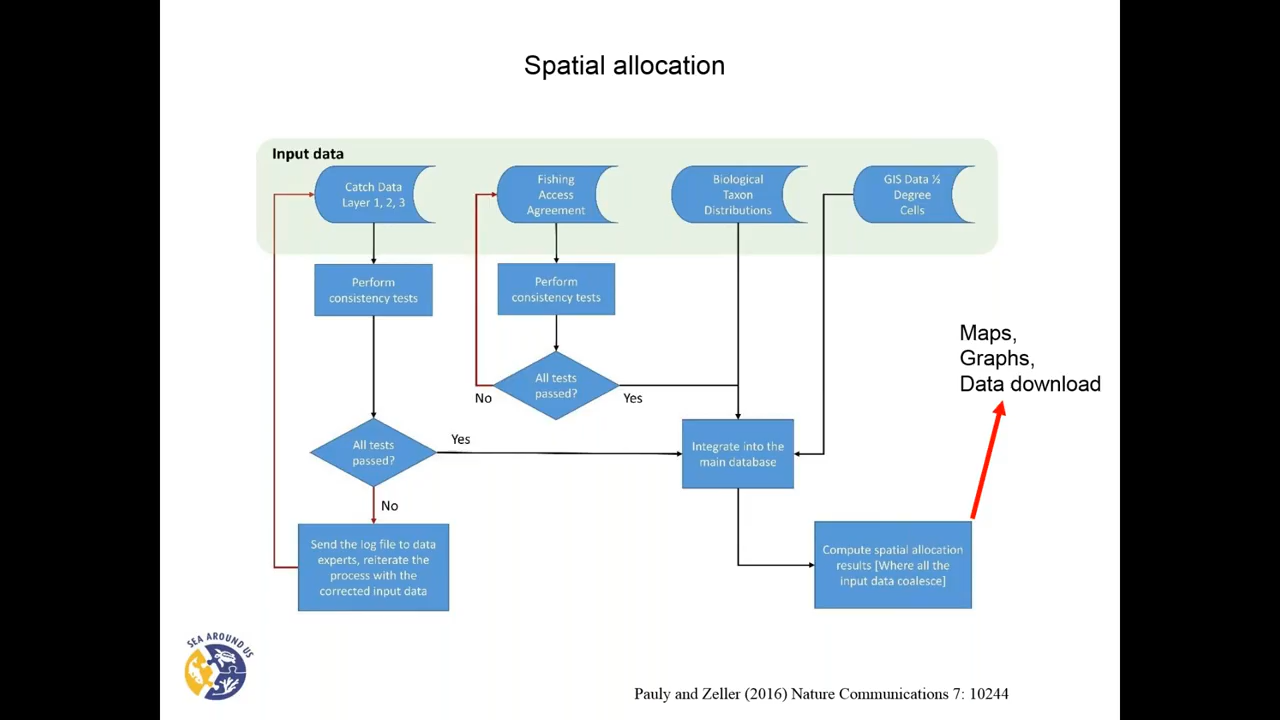 Spatial allocation
Input data
Catch Data
Layer 1, 2, 3
Fishing
Access
Agreement
Biological
Taxon
Distributions
GIS Data ½
Degree
Cells
Perform
consistency tests
Perform
consistency tests
All tests
passed?
No
Yes
All tests
passed?
Yes
No
Integrate into the
main database
Send the log file to data
experts, reiterate the
process with the
corrected input data
Compute spatial allocation
results [Where all the
input data coalesce]
Maps,
Graphs,
Data download
SEA AROUND US
Pauly and Zeller (2016) Nature Communications 7: 10244